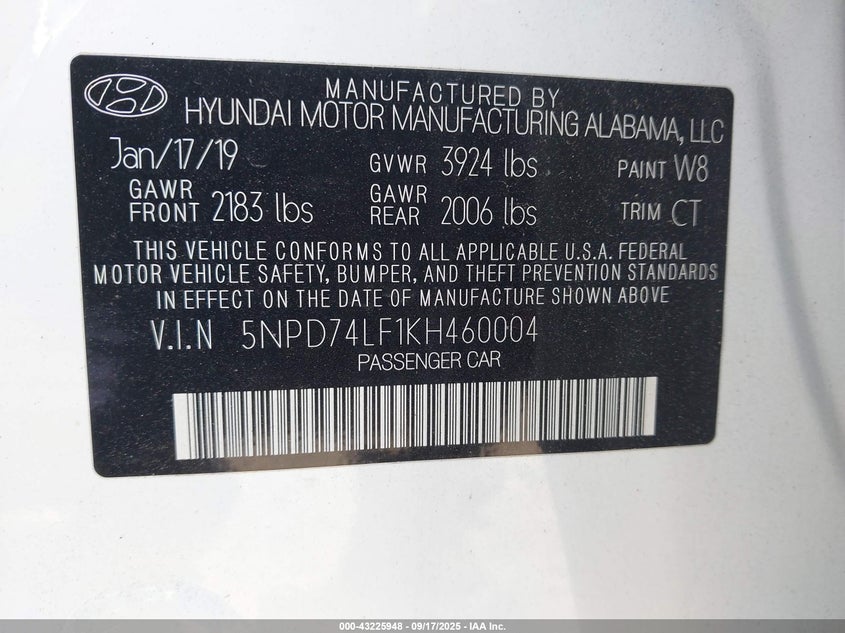 MANUFACTURED BY
HYUNDAI MOTOR MANUFACTURING ALABAMA, LLC
Jan/17/19 GVWR 3924 lbs PAINT W8
GAWR FRONT 2183 lbs GAWR REAR 2006 lbs TRIM CT
THIS VEHICLE CONFORMS TO ALL APPLICABLE U.S.A. FEDERAL
MOTOR VEHICLE SAFETY, BUMPER, AND THEFT PREVENTION STANDARDS
IN EFFECT ON THE DATE OF MANUFACTURE SHOWN ABOVE
V.I.N 5NPD74LF1KH460004
PASSENGER CAR
000-43225948 - 09/17/2025 - IAA Inc.